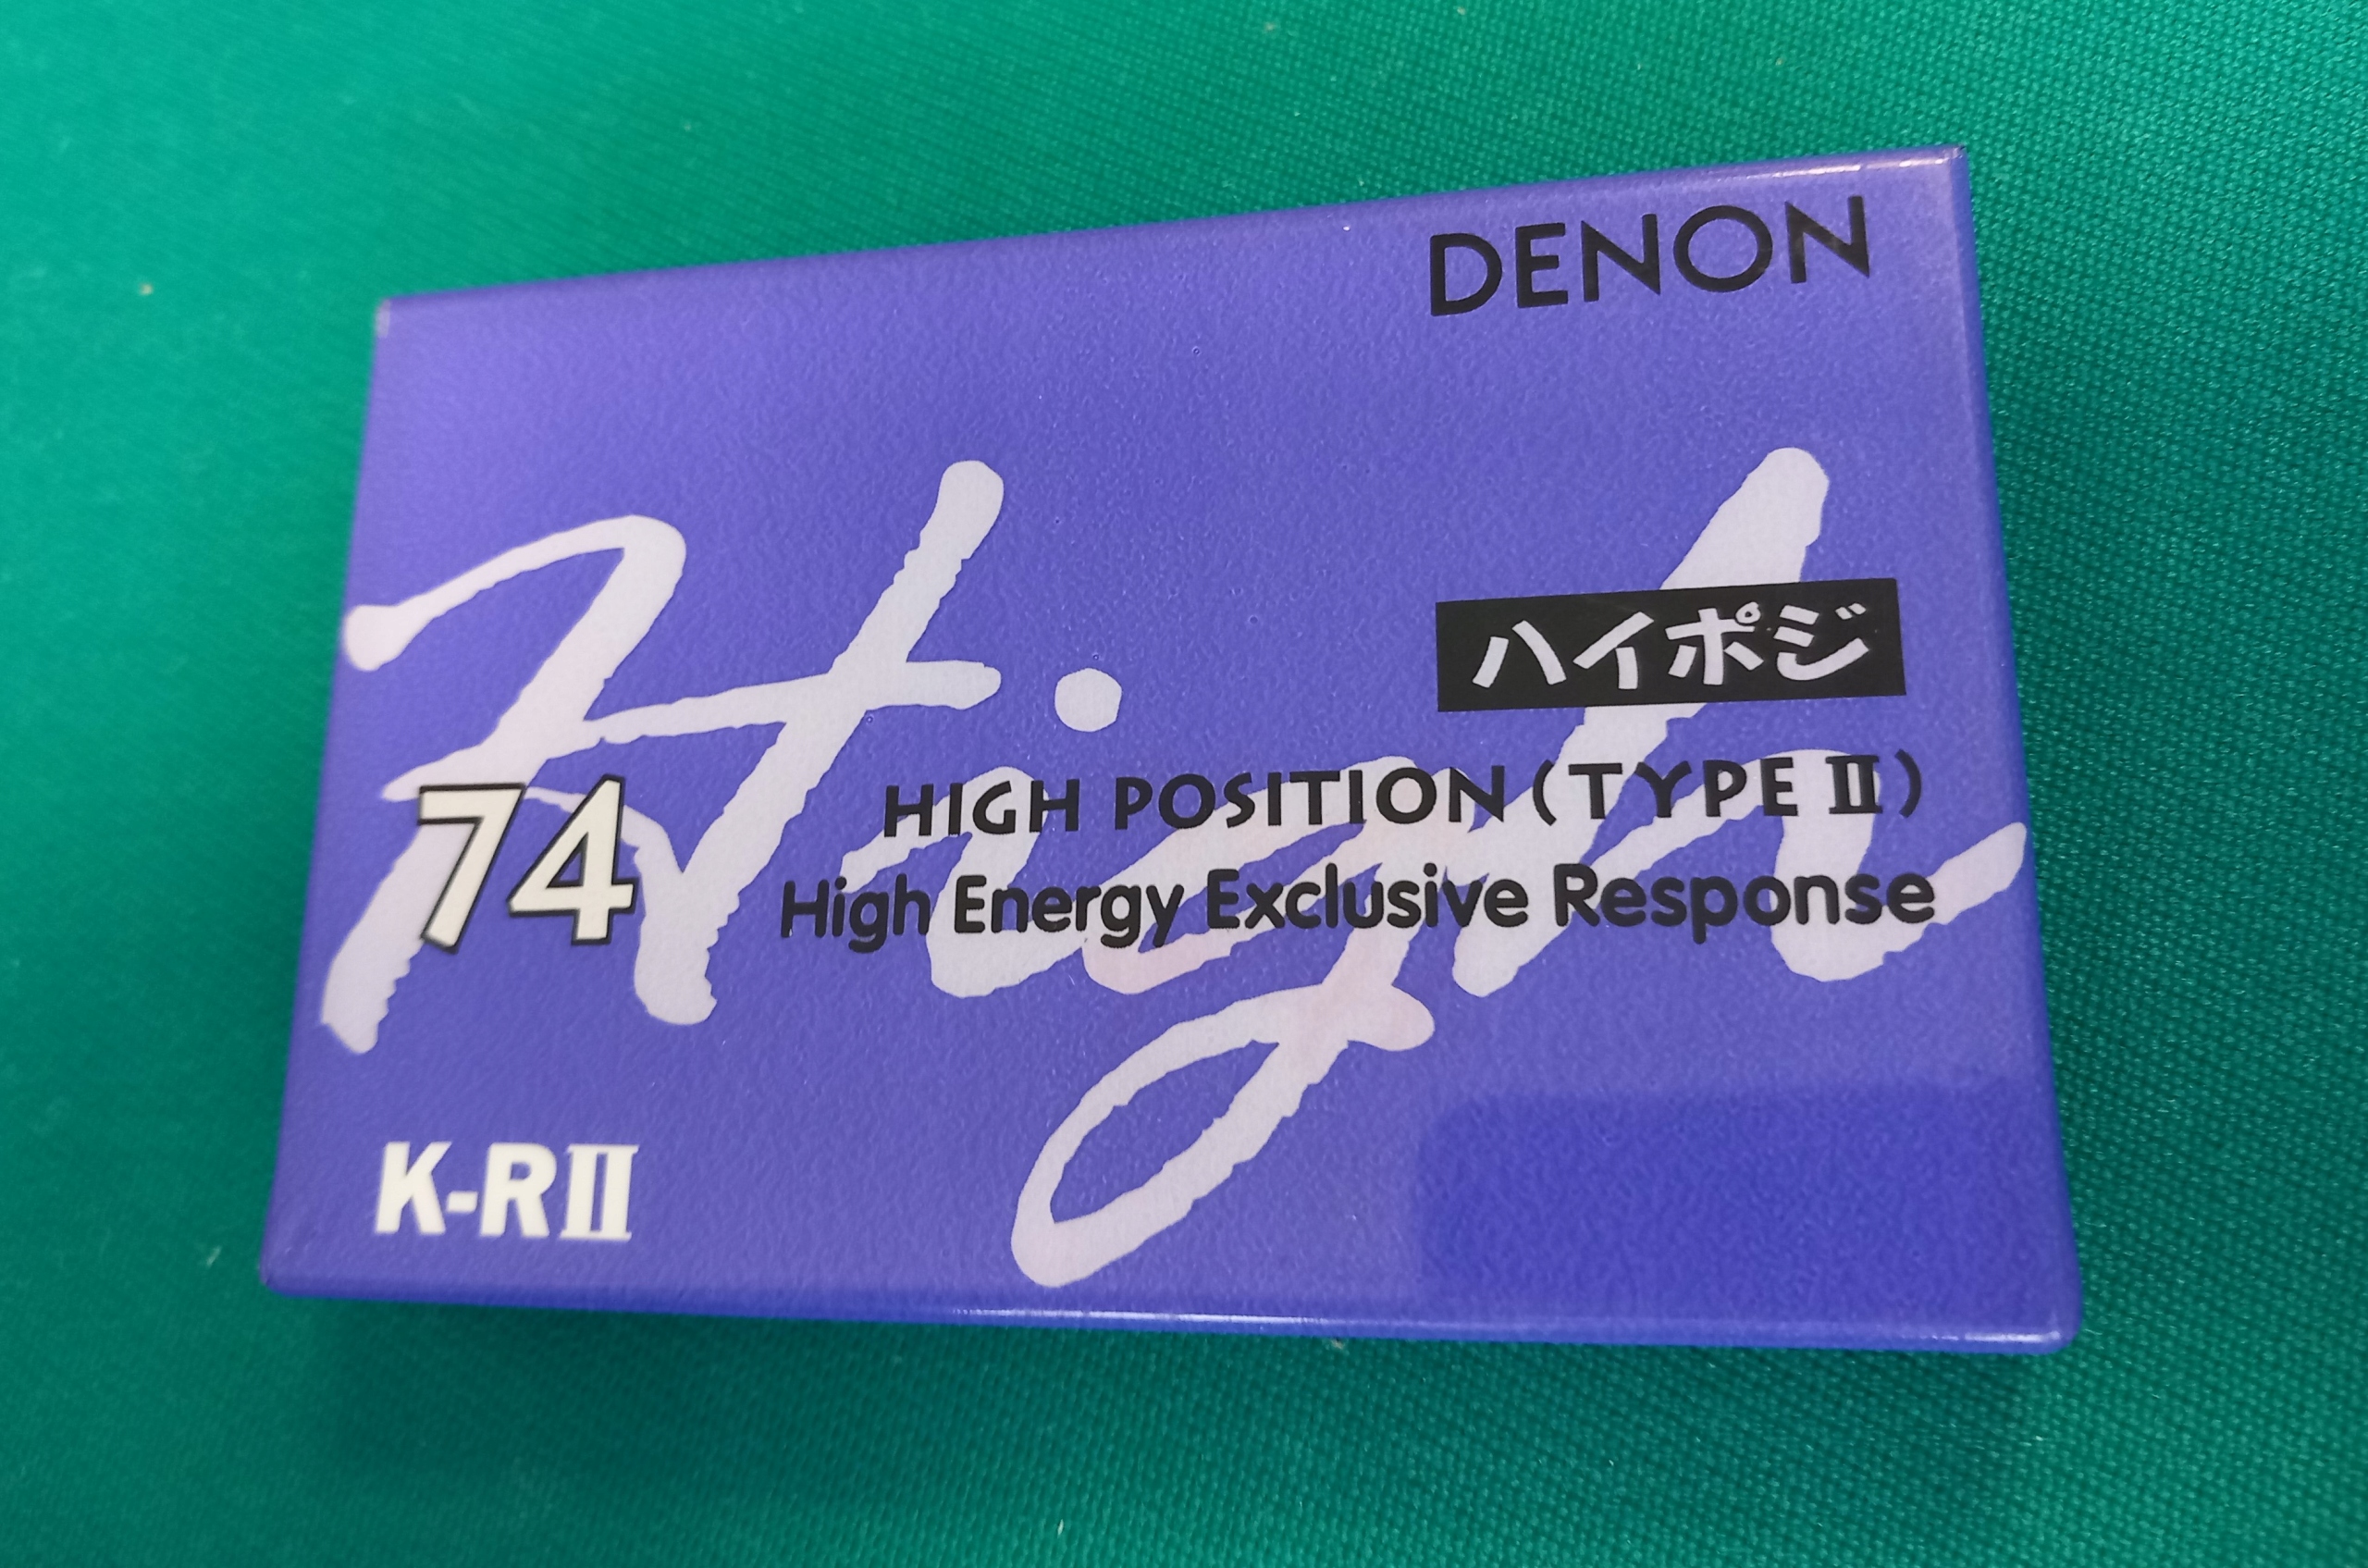 DENON
High
ハイポジ
74
HIGH POSITION (TYPE II)
High Energy Exclusive Response
K-RII